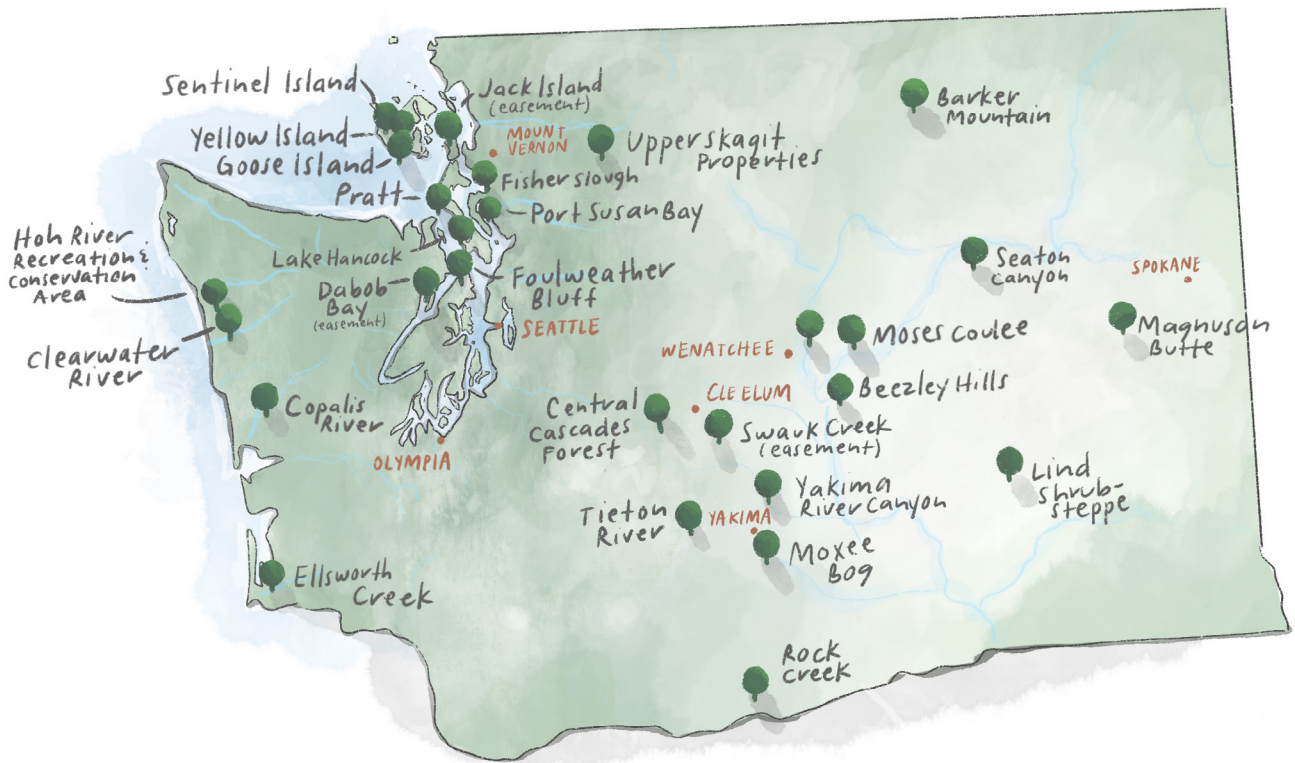 Sentinel Island
Jack Island
(easement)
Barker
Mountain
Yellow Island
MOUNT
VERNON
Upper Skagit
Properties
Goose Island
Fisher Slough
Pratt
Port Susan Bay
Hoh River
Recreation &
Conservation
Area
Lake Hancock
Foulweather
Bluff
Dabob
Bay
(easement)
Seaton
Canyon
SPOKANE
SEATTLE
Clearwater
River
WENATCHEE
Moses Coulee
Magnuson
Butte
CLE ELUM
Beezley Hills
Copalis
River
Central
Cascades
Forest
Swauk Creek
(easement)
OLYMPIA
Lind
Shrub-
steppe
Yakima
River Canyon
Tieton
River
YAKIMA
Moxee
Bog
Ellsworth
Creek
Rock
Creek